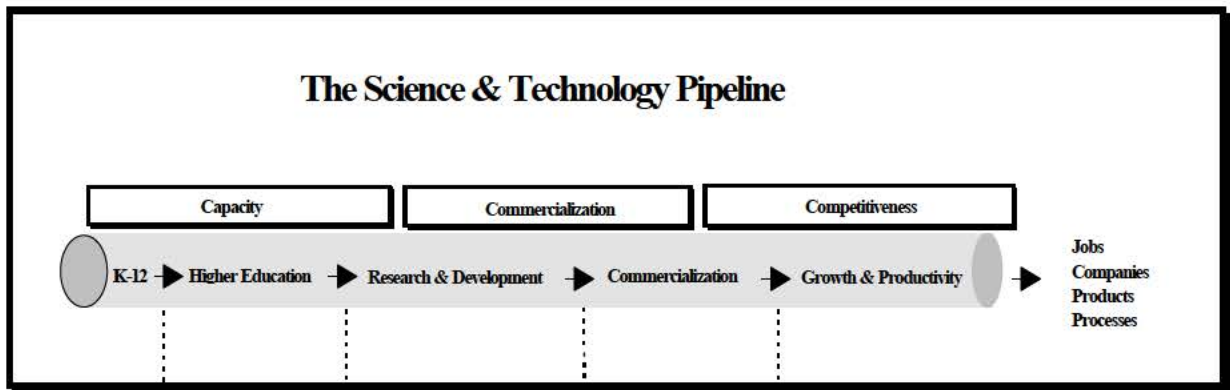 The Science & Technology Pipeline
Capacity
Commercialization
Competitiveness
K-12
Higher Education
Research & Development
Commercialization
Growth & Productivity
Jobs
Companies
Products
Processes